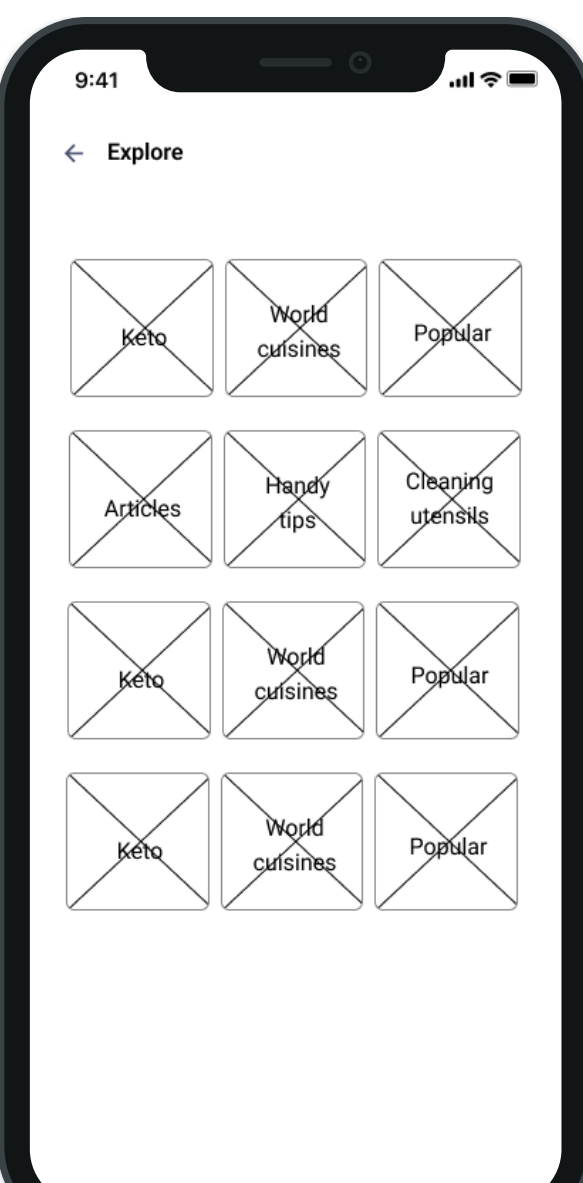 9:41
Explore
Keto
World
cuisines
Popular
Articles
Handy
tips
Cleaning
utensils
Keto
World
cuisines
Popular
Keto
World
cuisines
Popular